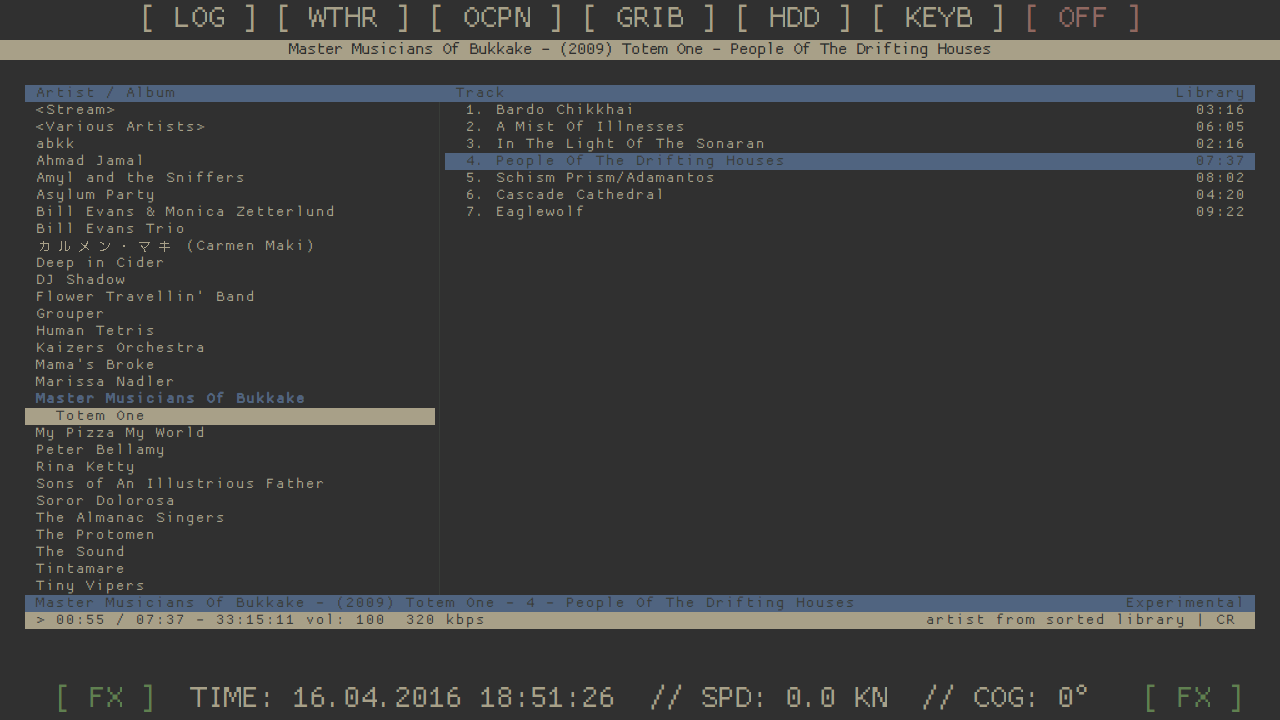 [ LOG ] [ WTHR ] [ OCPN ] [ GRIB ] [ HDD ] [ KEYB ] [ OFF ]
Master Musicians Of Bukkake - (2009) Totem One - People Of The Drifting Houses
Artist / Album Track Library
<Stream> 1. Bardo Chikkhai 03:16
<Various Artists> 2. A Mist Of Illnesses 06:05
abkk 3. In The Light Of The Sonaran 02:16
Ahmad Jamal 4. People Of The Drifting Houses 07:37
Amyl and the Sniffers 5. Schism Prism/Adamantos 08:02
Asylum Party 6. Cascade Cathedral 04:20
Bill Evans & Monica Zetterlund 7. Eaglewolf 09:22
Bill Evans Trio
カルメン・マキ (Carmen Maki)
Deep in Cider
DJ Shadow
Flower Travellin' Band
Grouper
Human Tetris
Kaizers Orchestra
Mama's Broke
Marissa Nadler
Master Musicians Of Bukkake
Totem One
My Pizza My World
Peter Bellamy
Rina Ketty
Sons of An Illustrious Father
Soror Dolorosa
The Almanac Singers
The Protomen
The Sound
Tintamare
Tiny Vipers
Master Musicians Of Bukkake - (2009) Totem One - 4 - People Of The Drifting Houses Experimental
> 00:55 / 07:37 - 33:15:11 vol: 100 320 kbps artist from sorted library | CR
[ FX ] TIME: 16.04.2016 18:51:26 // SPD: 0.0 KN // COG: 0° [ FX ]